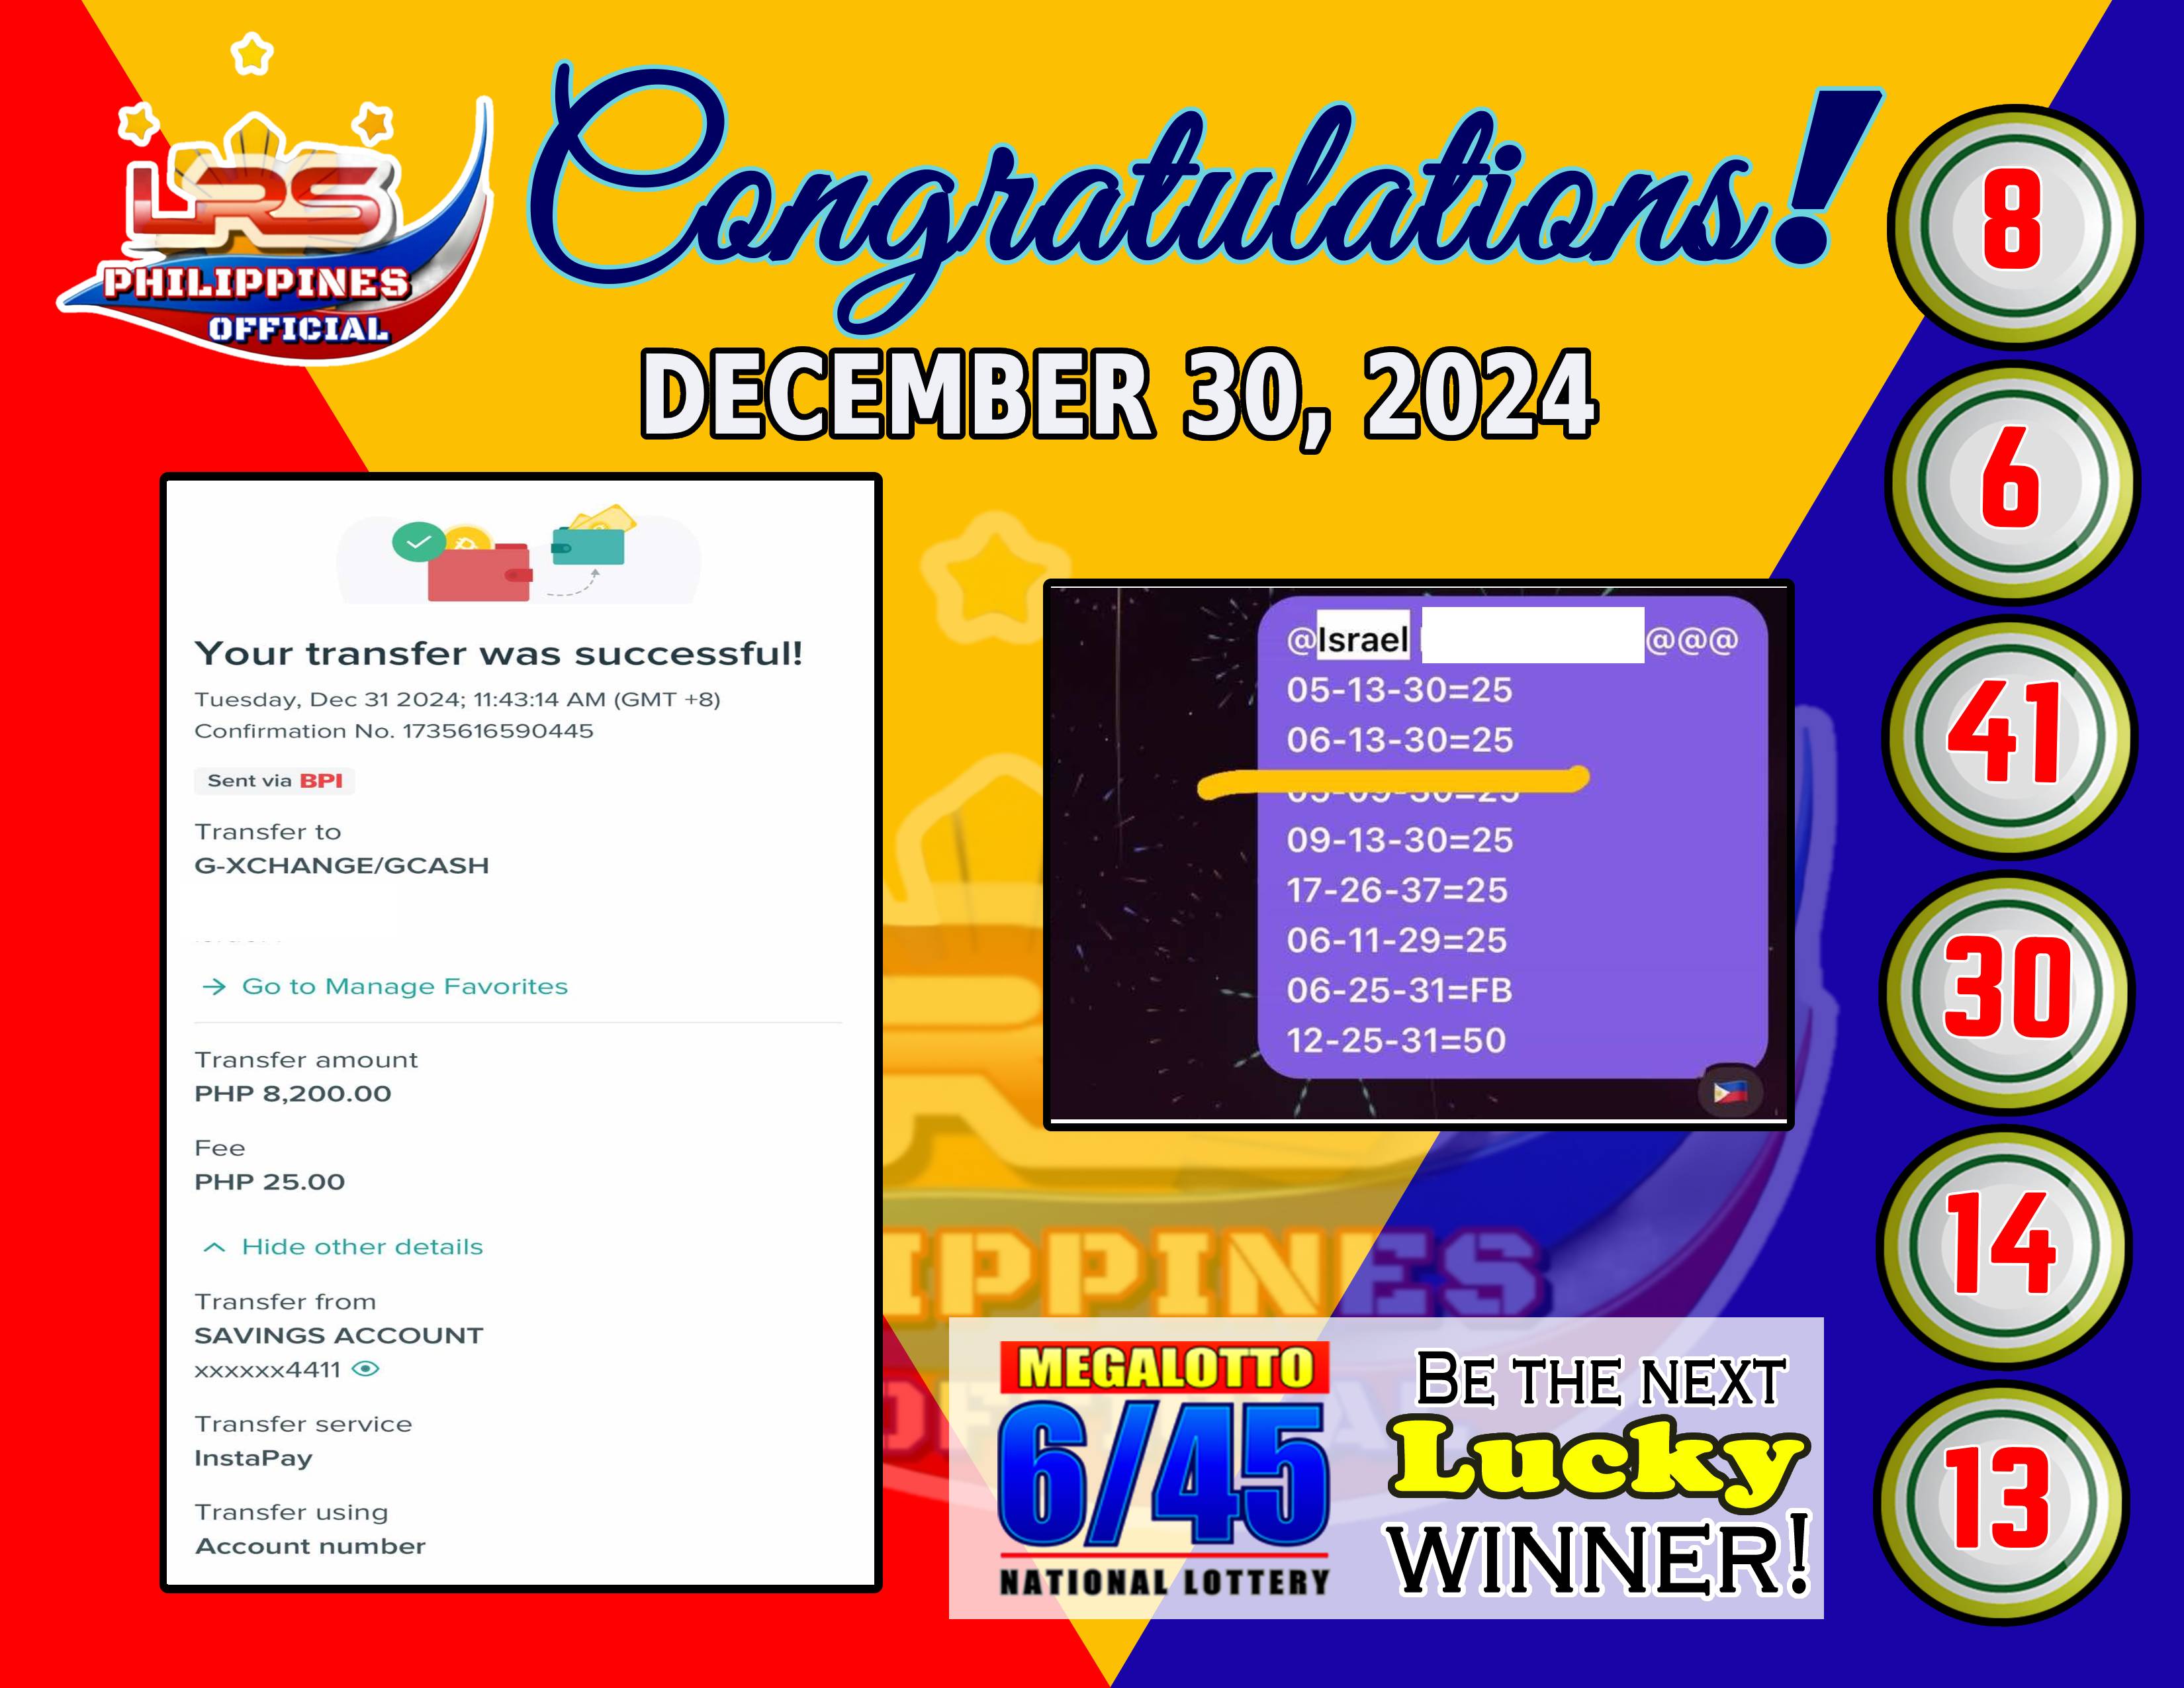 LRS
PHILIPPINES
OFFICIAL
Congratulations!
DECEMBER 30, 2024
Your transfer was successful!
Tuesday, Dec 31 2024; 11:43:14 AM (GMT +8)
Confirmation No. 1735616590445
Sent via BPI
Transfer to
G-XCHANGE/GCASH
→ Go to Manage Favorites
Transfer amount
PHP 8,200.00
Fee
PHP 25.00
Hide other details
Transfer from
SAVINGS ACCOUNT
xxxxxx4411
Transfer service
InstaPay
Transfer using
Account number
@Israel @@@
05-13-30=25
06-13-30=25
09-13-30=25
17-26-37=25
06-11-29=25
06-25-31=FB
12-25-31=50
MEGALOTTO
6/45
NATIONAL LOTTERY
BE THE NEXT
Lucky
WINNER!
8
6
41
30
14
13